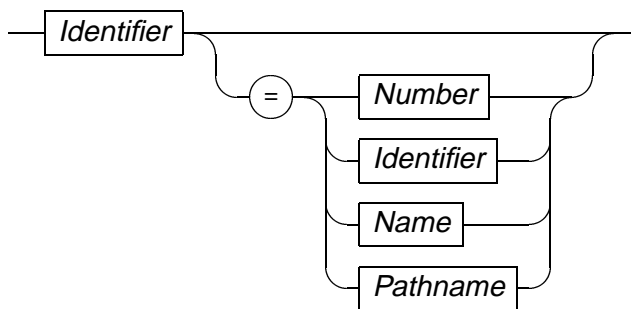 Identifier
= Number
Identifier
Name
Pathname